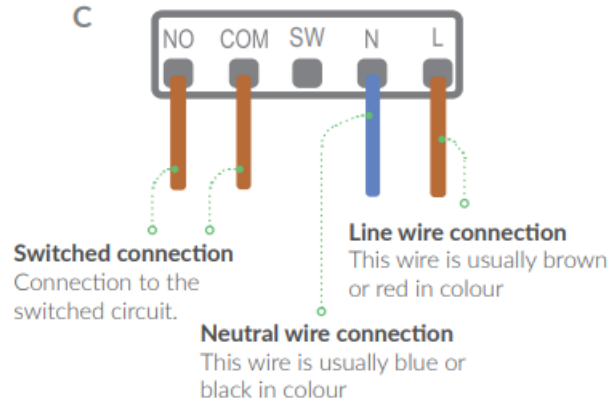 C
NO COM SW N L
Switched connection
Connection to the
switched circuit.
Line wire connection
This wire is usually brown
or red in colour
Neutral wire connection
This wire is usually blue or
black in colour